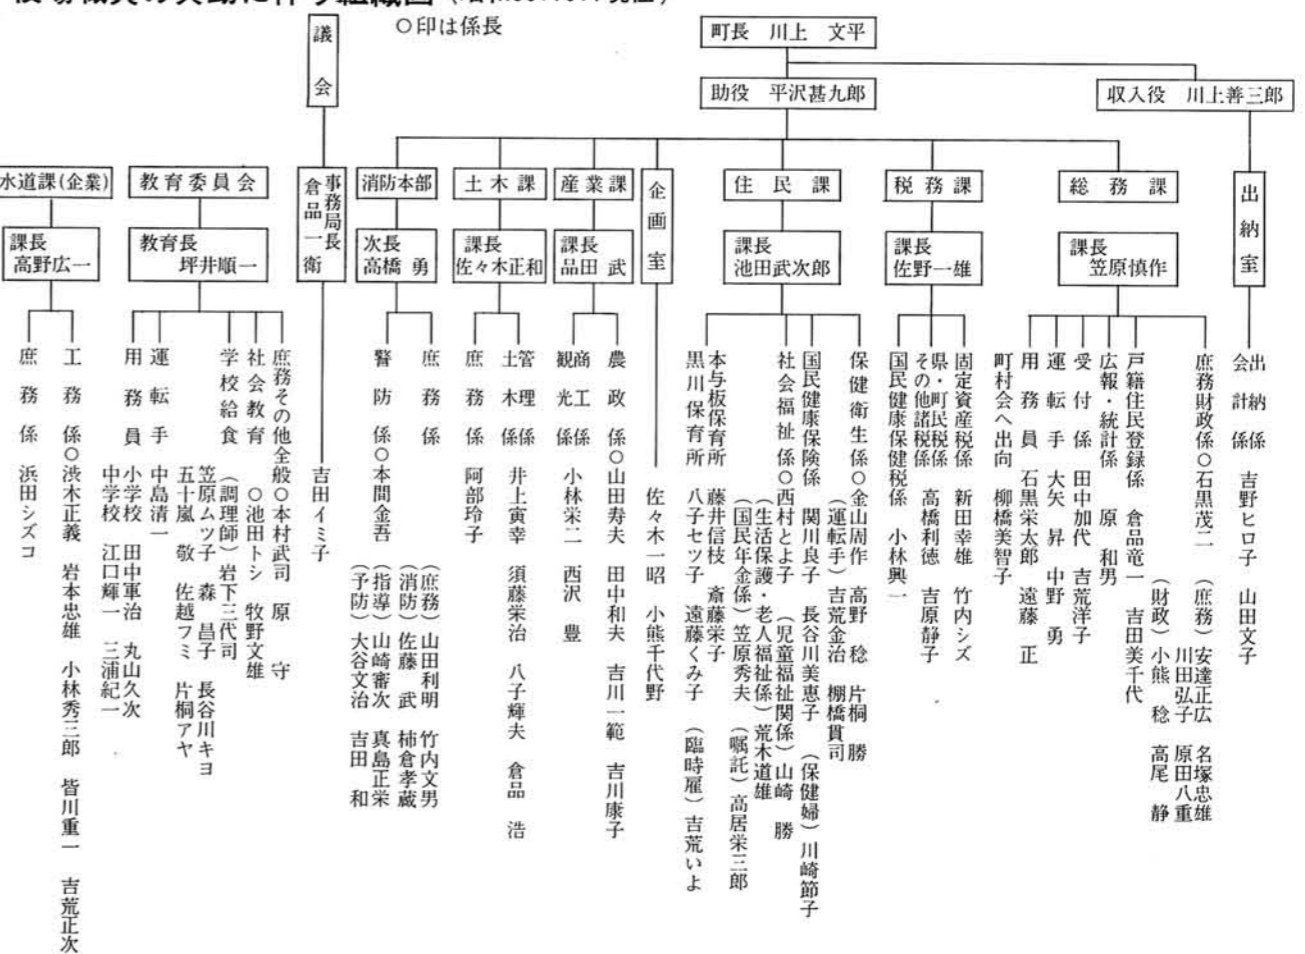 ○印は係長
町長 川上 文平
助役 平沢甚九郎
収入役 川上善三郎
出納室
出納係
会計係 吉野ヒロ子 山田文子
総務課
課長
笠原慎作
庶務財政係○石黒茂二 (庶務)安達正広 名塚忠雄
川田弘子 原田八重
(財政)小熊 稔 高尾 静
戸籍住民登録係 倉品竜一 吉田美千代
広報・統計係 原 和男
受付係 田中加代 吉荒洋子
運転手 大矢 昇 中野 勇
用務員 石黒栄太郎 遠藤 正
町村会へ出向 柳橋美智子
税務課
課長
佐野一雄
固定資産税係 新田幸雄 竹内シズ
県・町民税係
その他諸税係 高橋利徳 吉原静子
国民健康保健税係 小林興一
住民課
課長
池田武次郎
保健衛生係○金山周作 高野 稔 片桐 勝
(運転手)吉荒金治 棚橋貫司
国民健康保険係 関川良子 長谷川美恵子 (保健婦)川崎節子
社会福祉係○西村とよ子 (児童福祉関係)山崎 勝
(生活保護・老人福祉係)荒木道雄
(国民年金係)笠原秀夫 (嘱託)高居栄三郎
本与板保育所 藤井信枝 斎藤栄子
黒川保育所 八子セツ子 遠藤くみ子 (臨時雇)吉荒いよ
企画室
佐々木一昭 小熊千代野
産業課
課長
品田 武
農政係○山田寿夫 田中和夫 吉川一範 吉川康子
商工係
観光係 小林栄二 西沢 豊
土木課
課長
佐々木正和
管理係
土木係 井上寅幸 須藤栄治 八子輝夫 倉品 浩
庶務係 阿部玲子
消防本部
次長
高橋 勇
庶務係
警防係○本間金吾
(庶務)山田利明 竹内文男
(消防)佐藤 武 柿倉孝蔵
(指導)山崎審次 真島正栄
(予防)大谷文治 吉田 和
議会
事務局長
倉品一衛
吉田イミ子
教育委員会
教育長
坪井順一
庶務その他全般○本村武司 原 守
社会教育 ○池田トシ 牧野文雄
学校給食 (調理師)岩下三代司
笠原ムツ子 森 昌子 長谷川キヨ
五十嵐 敬 佐越フミ 片桐アヤ
運転手 中島清一
用務員 小学校 田中軍治 丸山久次
中学校 江口輝一 三浦紀一
水道課(企業)
課長
高野広一
工務係○渋木正義 岩本忠雄 小林秀三郎 皆川重一 吉荒正次
庶務係 浜田シズコ